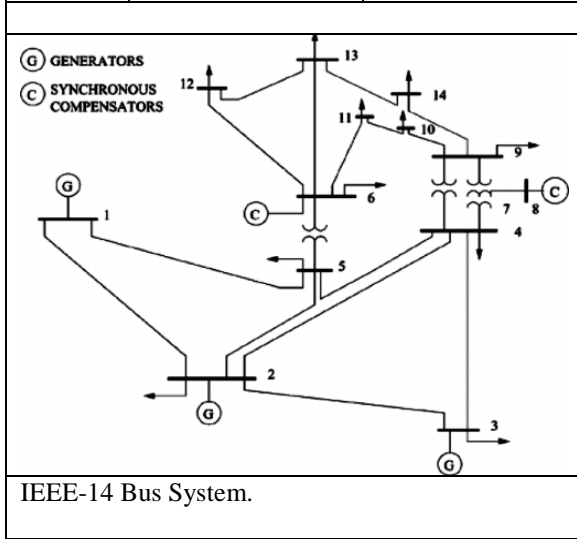 G GENERATORS
C SYNCHRONOUS
COMPENSATORS
13
12
14
11
10
9
G
6
C
7
8
C
1
4
5
2
G
3
G
IEEE-14 Bus System.